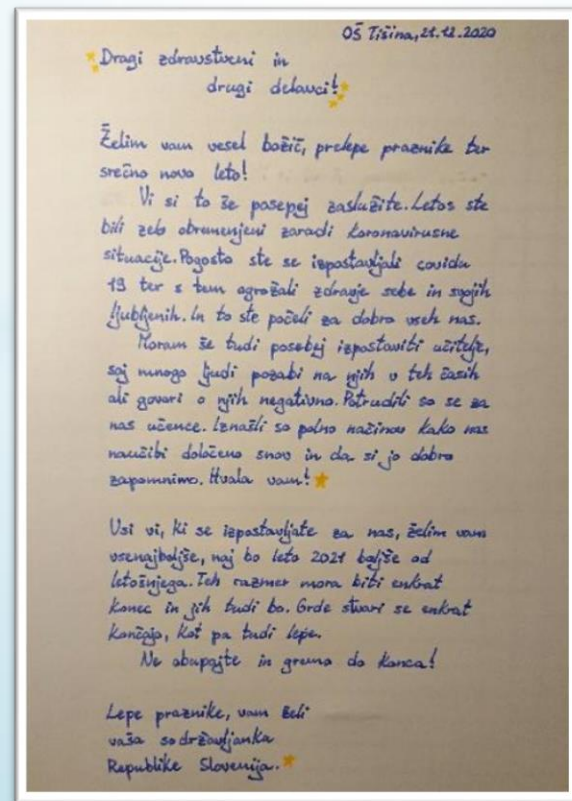 OŠ Tišina, 21.12.2020
Dragi zdravstveni in
drugi delavci!
Želim vam vesel božič, prelepe praznike ter
srečno novo leto!
Vi si to še posepej zaslužite. Letos ste
bili zelo obremenjeni zaradi koronavirusne
situacije. Pogosto ste se izpostavljali covidu
19 ter s tem ogrožali zdravje sebe in svojih
ljubljenih. In to ste počeli za dobro vseh nas.
Moram še tudi posebej izpostaviti učitelje,
saj mnogo ljudi pozabi na njih v teh časih
ali govori o njih negativno. Potrudili so se za
nas učence. Iznašli so polno načinov kako nas
naučiti določeno snov in da si jo dobro
zapomnimo. Hvala vam!
Vsi vi, ki se izpostavljate za nas, želim vam
vsenajboljše, naj bo leto 2021 boljše od
letošnjega. Teh razmer mora biti enkrat
konec in jih tudi bo. Grde stvari se enkrat
končajo, kot pa tudi lepe.
Ne obupajte in gremo do konca!
Lepe praznike, vam želi
vaša sodržavljanka
Republike Slovenija.